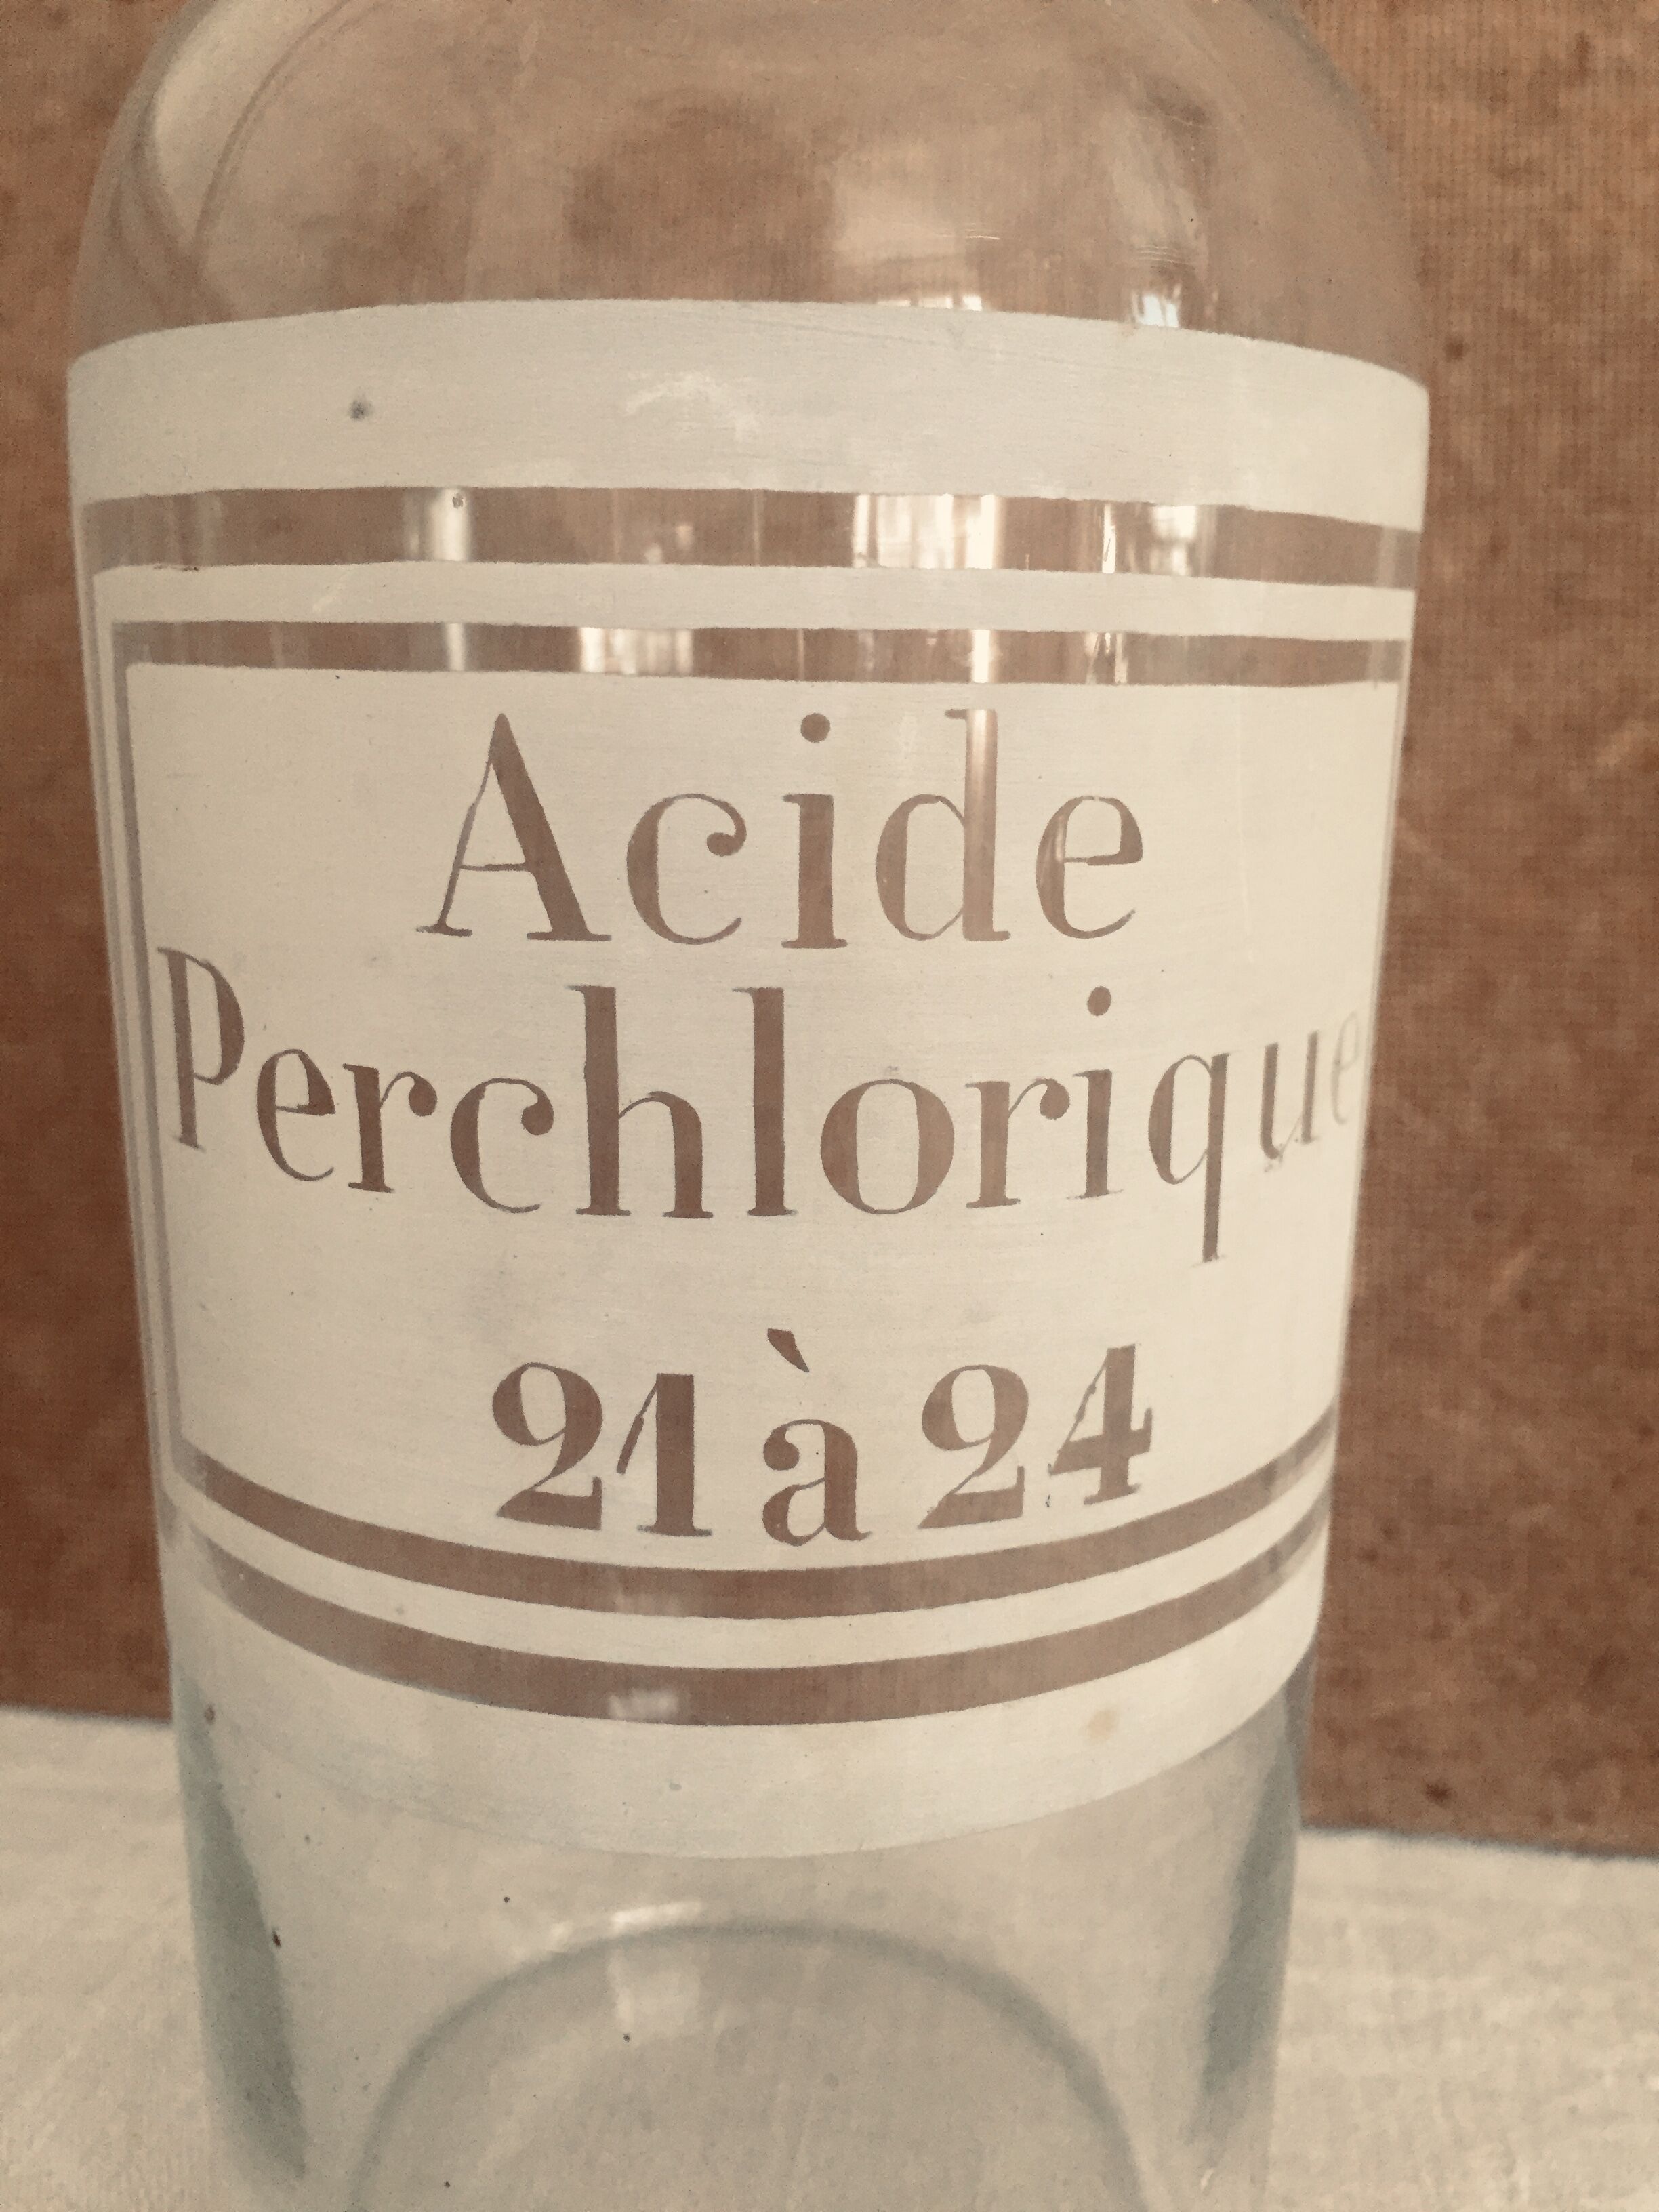 Acide
Perchlorique
21 à 24